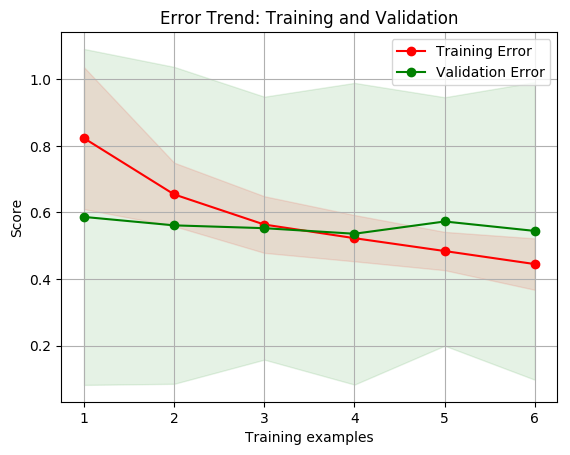 Error Trend: Training and Validation
Training Error
Validation Error
1.0
0.8
0.6
0.4
0.2
Score
1 2 3 4 5 6
Training examples